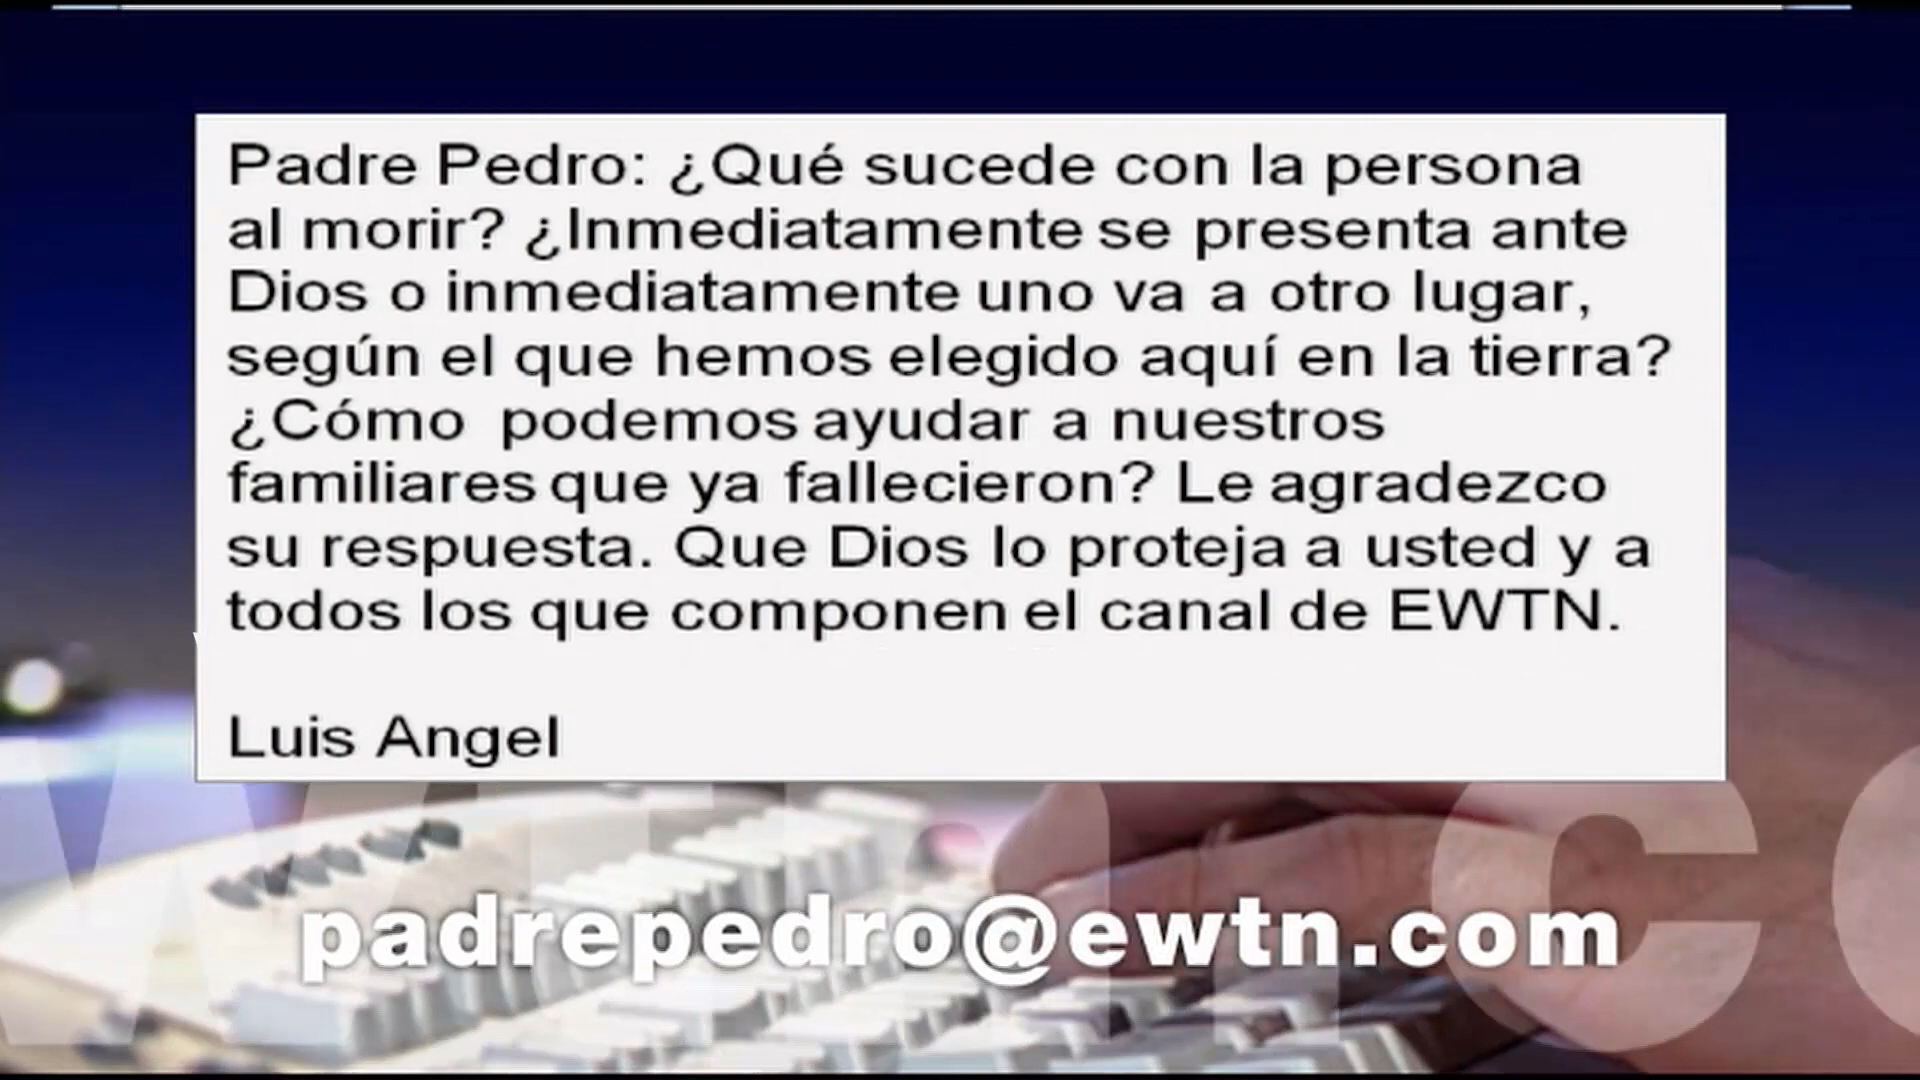 Padre Pedro: ¿Qué sucede con la persona
al morir? ¿Inmediatamente se presenta ante
Dios o inmediatamente uno va a otro lugar,
según el que hemos elegido aquí en la tierra?
¿Cómo podemos ayudar a nuestros
familiares que ya fallecieron? Le agradezco
su respuesta. Que Dios lo proteja a usted y a
todos los que componen el canal de EWTN.
Luis Angel
padrepedro@ewtn.com